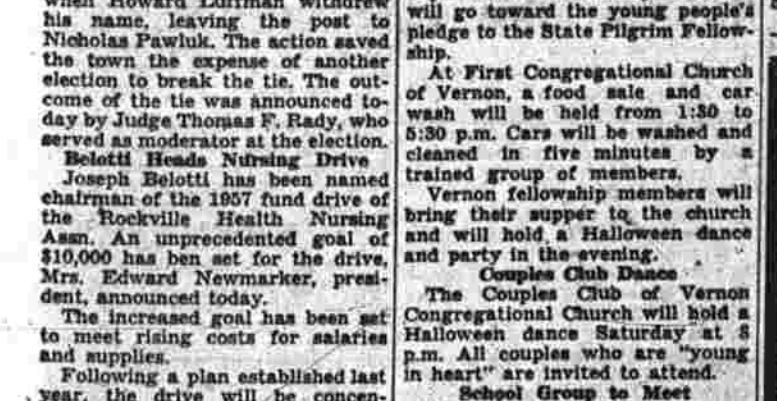 when Howard Luffman withdrew
his name, leaving the post to
Nicholas Pawluk. The action saved
the town the expense of another
election to break the tie. The out-
come of the tie was announced to-
day by Judge Thomas F. Rady, who
served as moderator at the election.
Belotti Heads Nursing Drive
Joseph Belotti has been named
chairman of the 1957 fund drive of
the Rockville Health Nursing
Assn. An unprecedented goal of
$10,000 has ben set for the drive,
Mrs. Edward Newmarker, presi-
dent, announced today.
The increased goal has been set
to meet rising costs for salaries
and supplies.
Following a plan established last
year, the drive will be concen-
will go toward the young people's
pledge to the State Pilgrim Fellow-
ship.
At First Congregational Church
of Vernon, a food sale and car
wash will be held from 1:30 to
5:30 p.m. Cars will be washed and
cleaned in five minutes by a
trained group of members.
Vernon fellowship members will
bring their supper to the church
and will hold a Halloween dance
and party in the evening.
Couples Club Dance
The Couples Club of Vernon
Congregational Church will hold a
Halloween dance Saturday at 8
p.m. All couples who are "young
in heart" are invited to attend.
School Group to Meet